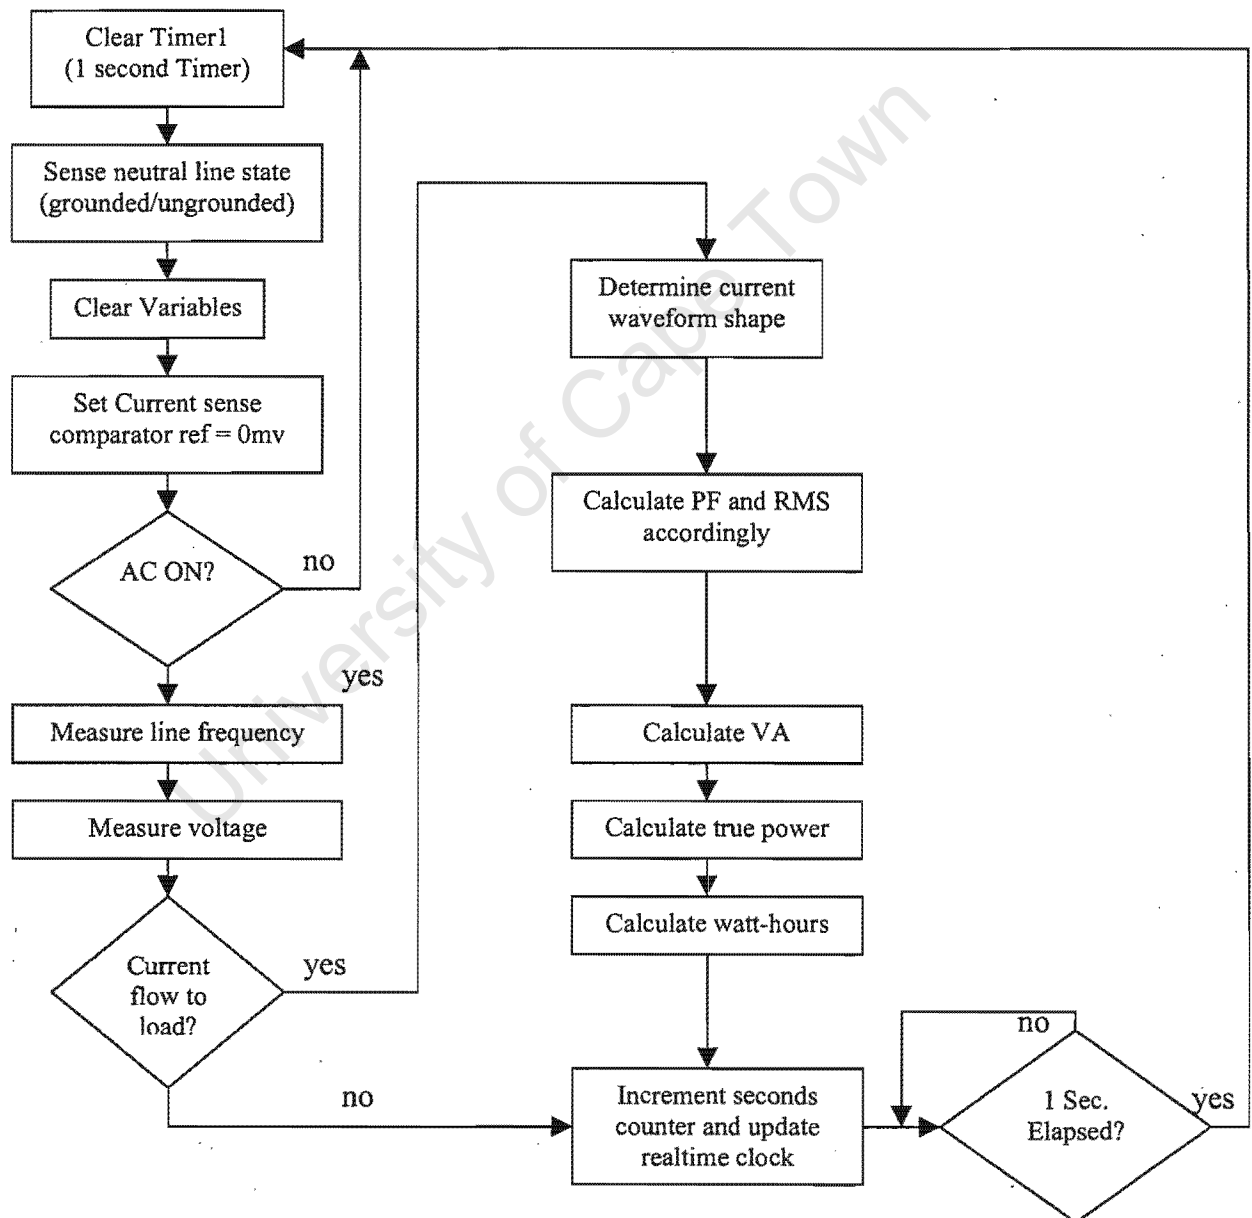 Clear Timer1
(1 second Timer)
Sense neutral line state
(grounded/ungrounded)
Clear Variables
Set Current sense
comparator ref = 0mv
AC ON?
no
yes
Measure line frequency
Measure voltage
Current
flow to
load?
yes
no
Determine current
waveform shape
Calculate PF and RMS
accordingly
Calculate VA
Calculate true power
Calculate watt-hours
Increment seconds
counter and update
realtime clock
no
1 Sec.
Elapsed?
yes
University of Cape Town